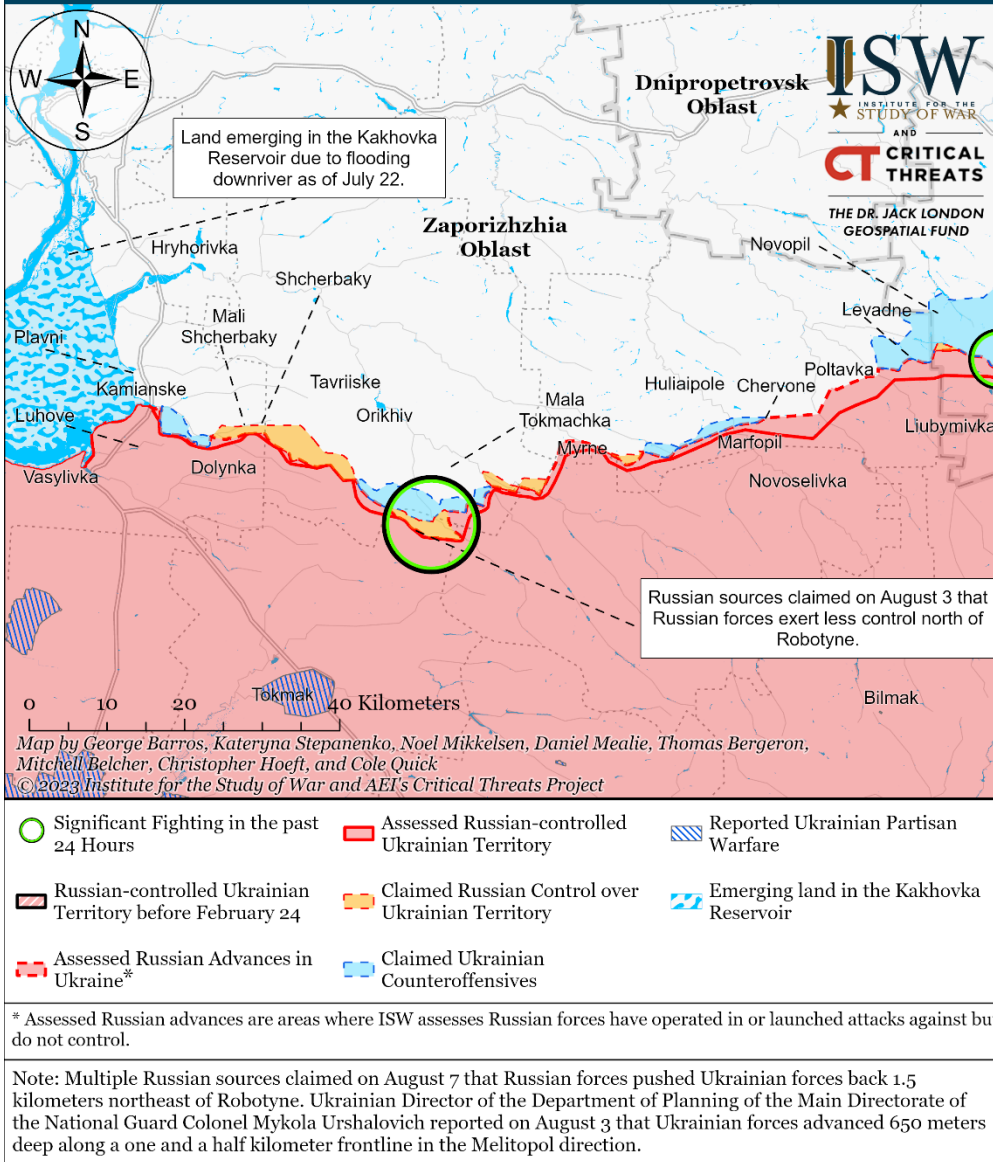 N
W E
S
ISW
INSTITUTE FOR THE
STUDY OF WAR
AND
CT CRITICAL
THREATS
THE DR. JACK LONDON
GEOSPATIAL FUND
Dnipropetrovsk
Oblast
Land emerging in the Kakhovka
Reservoir due to flooding
downriver as of July 22.
Zaporizhzhia
Oblast
Hryhorivka
Novopil
Shcherbaky
Levadne
Mali
Shcherbaky
Plavni
Kamianske
Tavriiske
Poltavka
Huliaipole
Chervone
Luhove
Orikhiv
Mala
Tokmachka
Liubymivka
Myrne
Marfopil
Vasylivka
Dolynka
Novoselivka
Russian sources claimed on August 3 that
Russian forces exert less control north of
Robotyne.
Tokmak
Bilmak
0 10 20 40 Kilometers
Map by George Barros, Kateryna Stepanenko, Noel Mikkelsen, Daniel Mealie, Thomas Bergeron,
Mitchell Belcher, Christopher Hoeft, and Cole Quick
© 2023 Institute for the Study of War and AEI's Critical Threats Project
Significant Fighting in the past
24 Hours
Assessed Russian-controlled
Ukrainian Territory
Reported Ukrainian Partisan
Warfare
Russian-controlled Ukrainian
Territory before February 24
Claimed Russian Control over
Ukrainian Territory
Emerging land in the Kakhovka
Reservoir
Assessed Russian Advances in
Ukraine*
Claimed Ukrainian
Counteroffensives
* Assessed Russian advances are areas where ISW assesses Russian forces have operated in or launched attacks against but
do not control.
Note: Multiple Russian sources claimed on August 7 that Russian forces pushed Ukrainian forces back 1.5
kilometers northeast of Robotyne. Ukrainian Director of the Department of Planning of the Main Directorate of
the National Guard Colonel Mykola Urshalovich reported on August 3 that Ukrainian forces advanced 650 meters
deep along a one and a half kilometer frontline in the Melitopol direction.